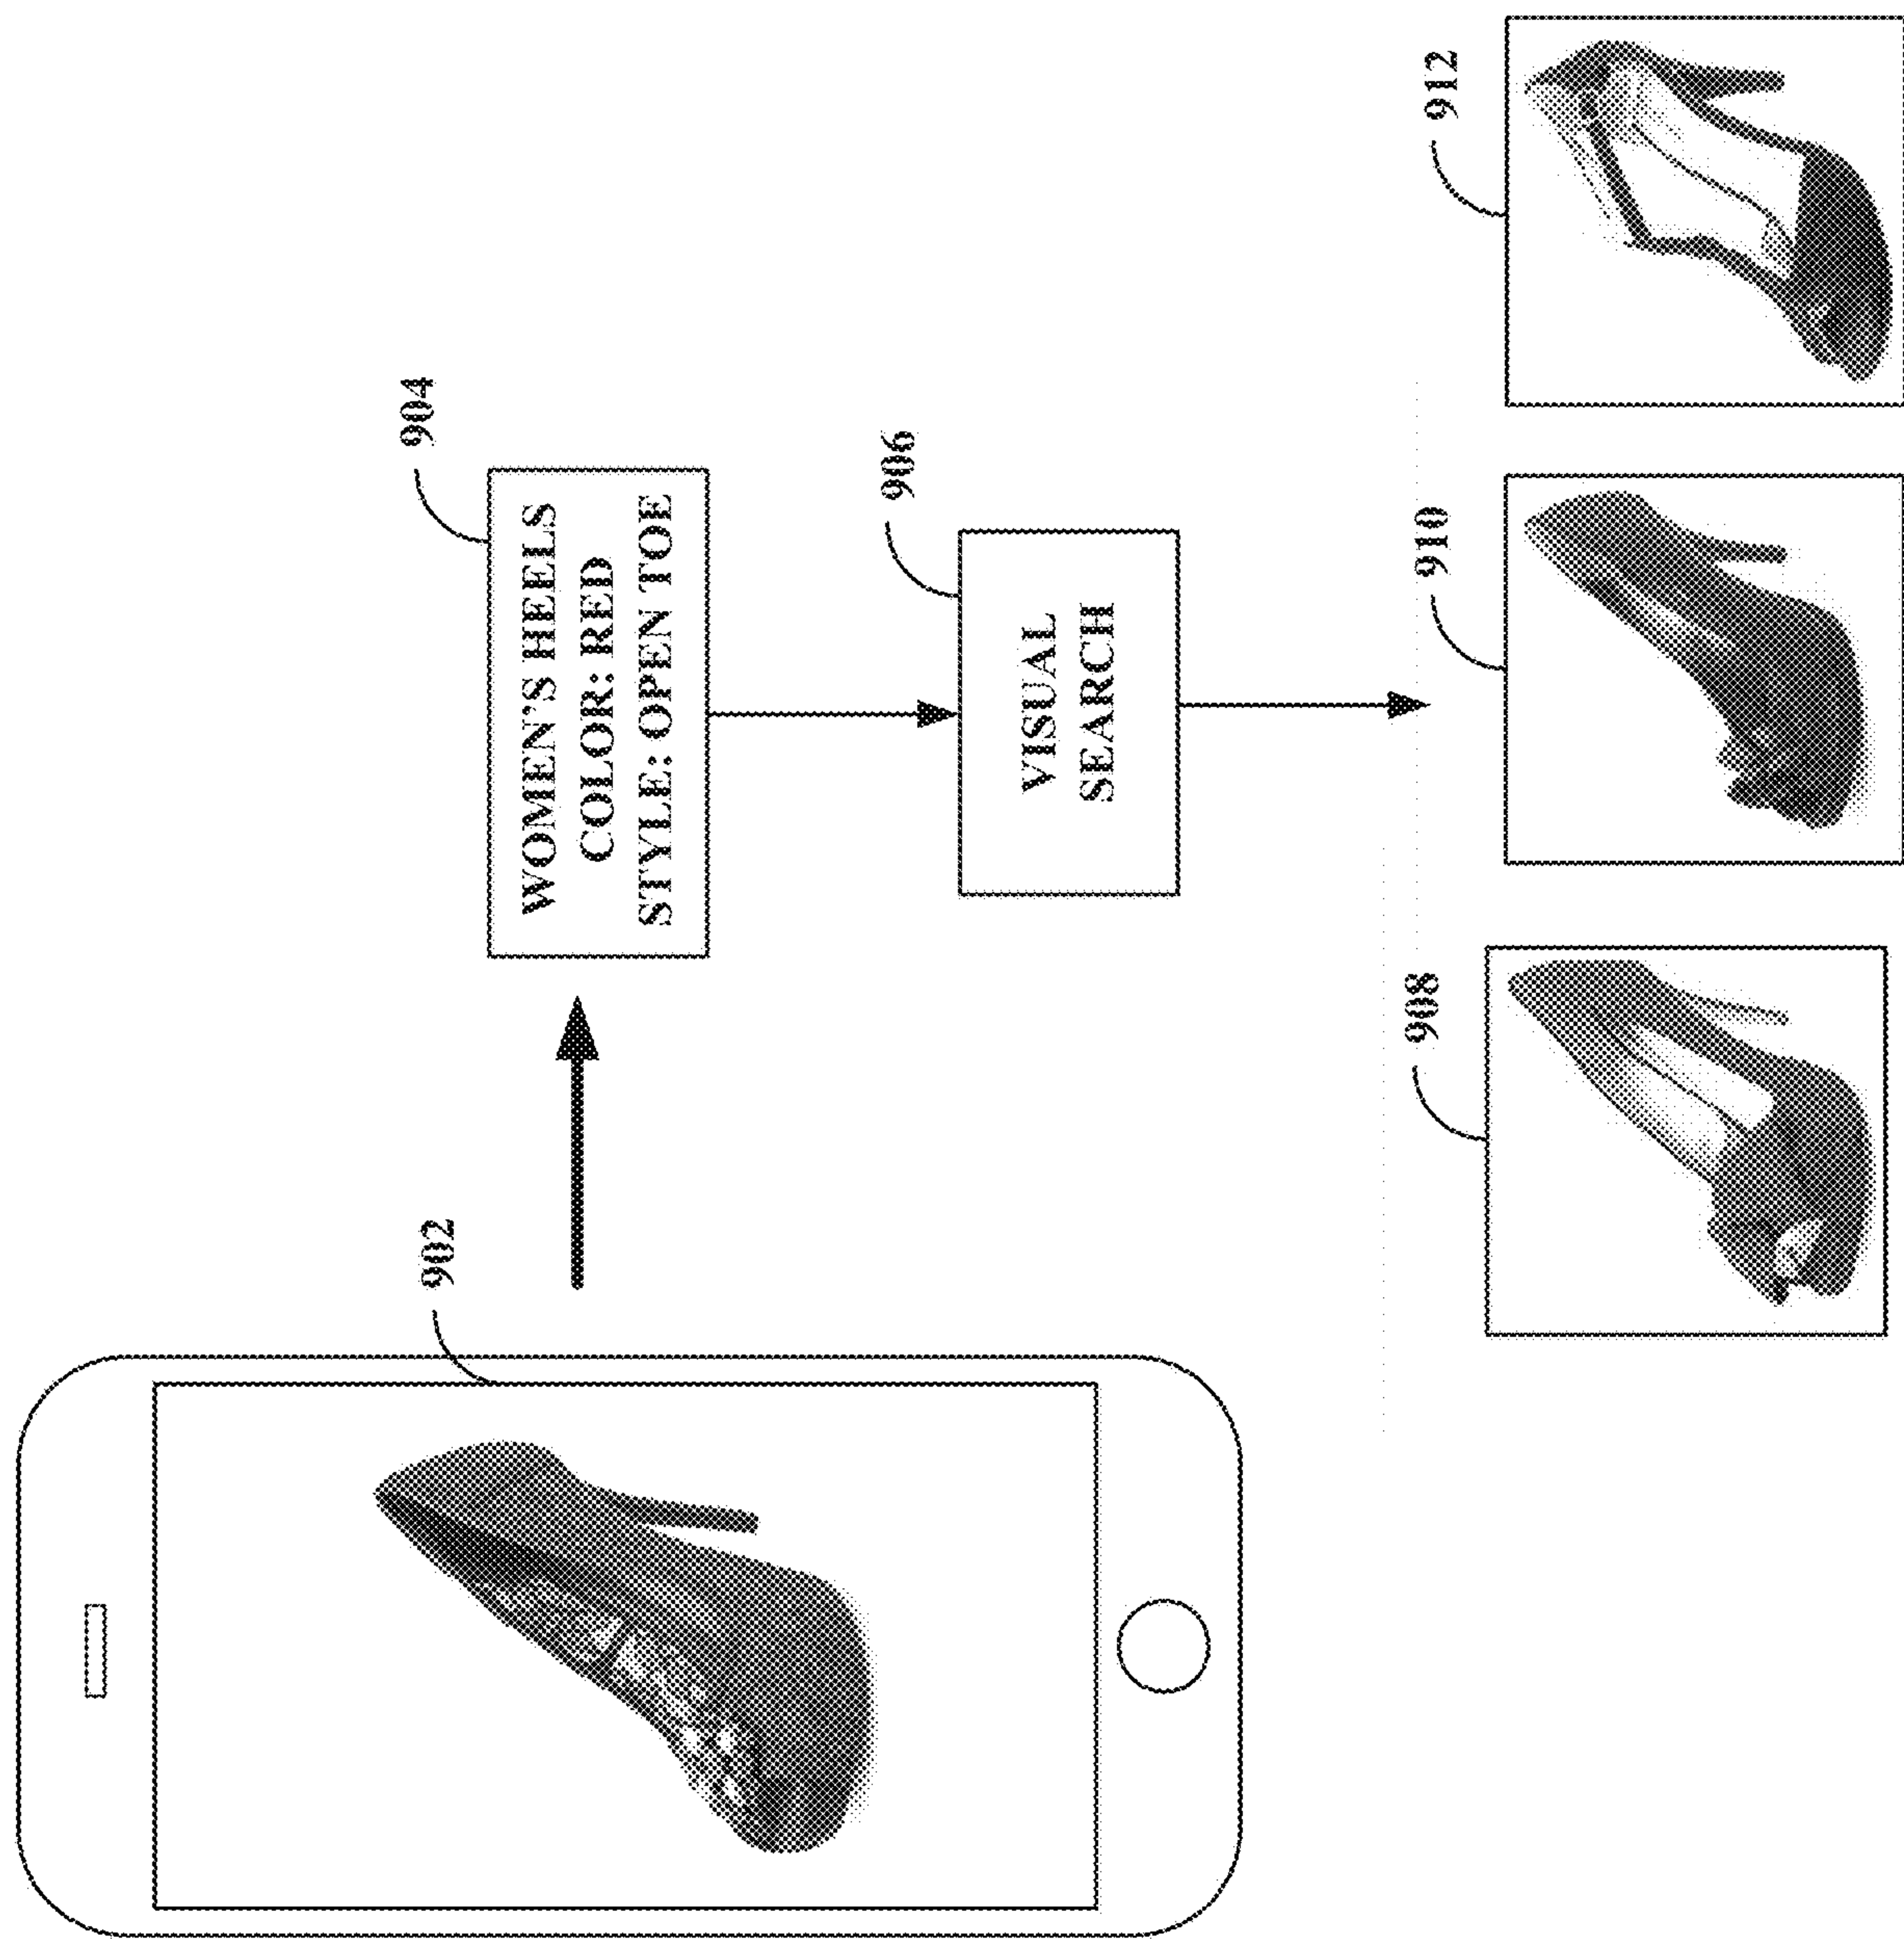 902
904
WOMEN'S HEELS
COLOR: RED
STYLE: OPEN TOE
906
VISUAL
SEARCH
908
910
912